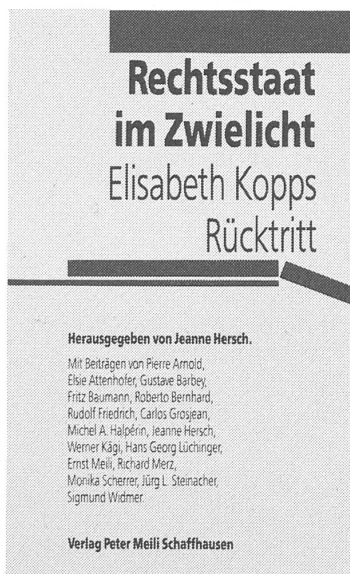 Rechtsstaat
im Zwielicht
Elisabeth Kopps
Rücktritt
Herausgegeben von Jeanne Hersch.
Mit Beiträgen von Pierre Arnold,
Elsie Attenhofer, Gustave Barbey,
Fritz Baumann, Roberto Bernhard,
Rudolf Friedrich, Carlos Grosjean,
Michel A. Halpérin, Jeanne Hersch,
Werner Kägi, Hans Georg Lüchinger,
Ernst Meili, Richard Merz,
Monika Scherrer, Jürg L. Steinacher,
Sigmund Widmer.
Verlag Peter Meili Schaffhausen